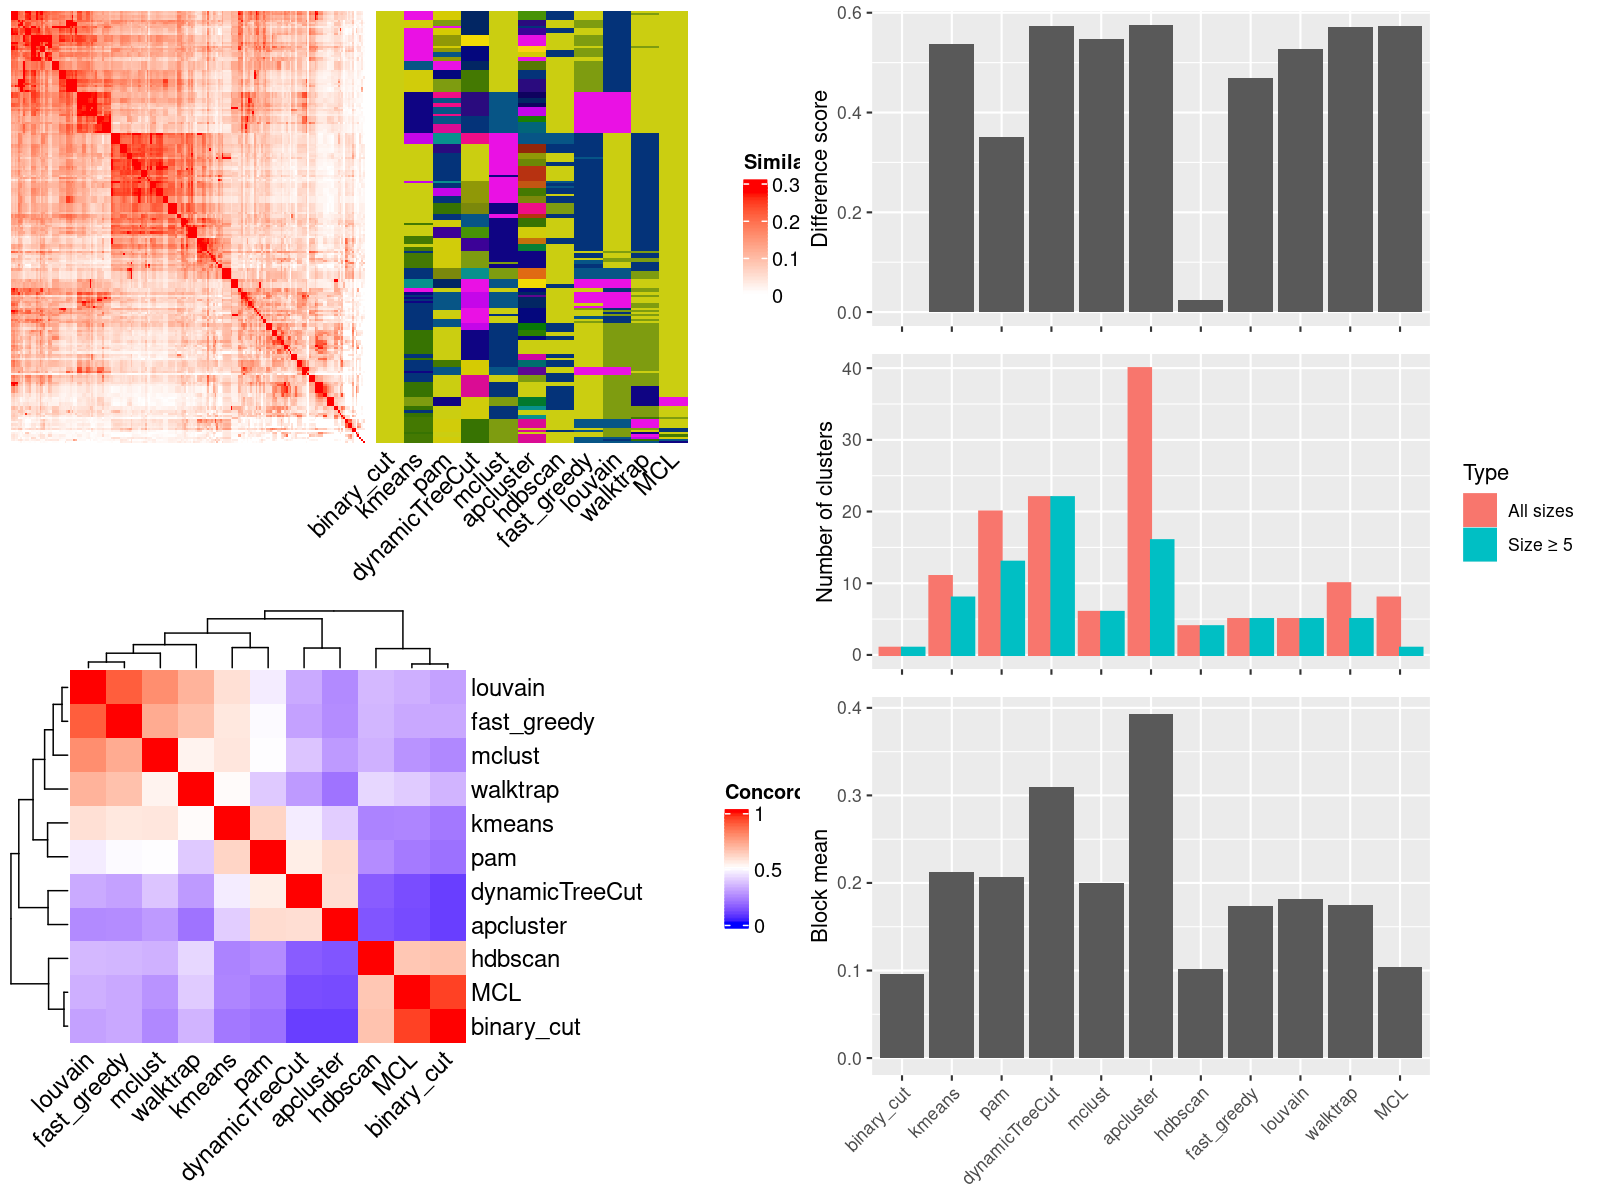 Simila
0.3
0.2
0.1
0
binary_cut
kmeans
pam
dynamicTreeCut
mclust
apcluster
hdbscan
fast_greedy
louvain
walktrap
MCL
louvain
fast_greedy
mclust
walktrap
kmeans
pam
dynamicTreeCut
apcluster
hdbscan
MCL
binary_cut
louvain
fast_greedy
mclust
walktrap
kmeans
pam
dynamicTreeCut
apcluster
hdbscan
MCL
binary_cut
Concord
1
0.5
0
Difference score
0.6
0.4
0.2
0.0
Number of clusters
40
30
20
10
0
Type
All sizes
Size ≥ 5
Block mean
0.4
0.3
0.2
0.1
0.0
binary_cut
kmeans
pam
dynamicTreeCut
mclust
apcluster
hdbscan
fast_greedy
louvain
walktrap
MCL